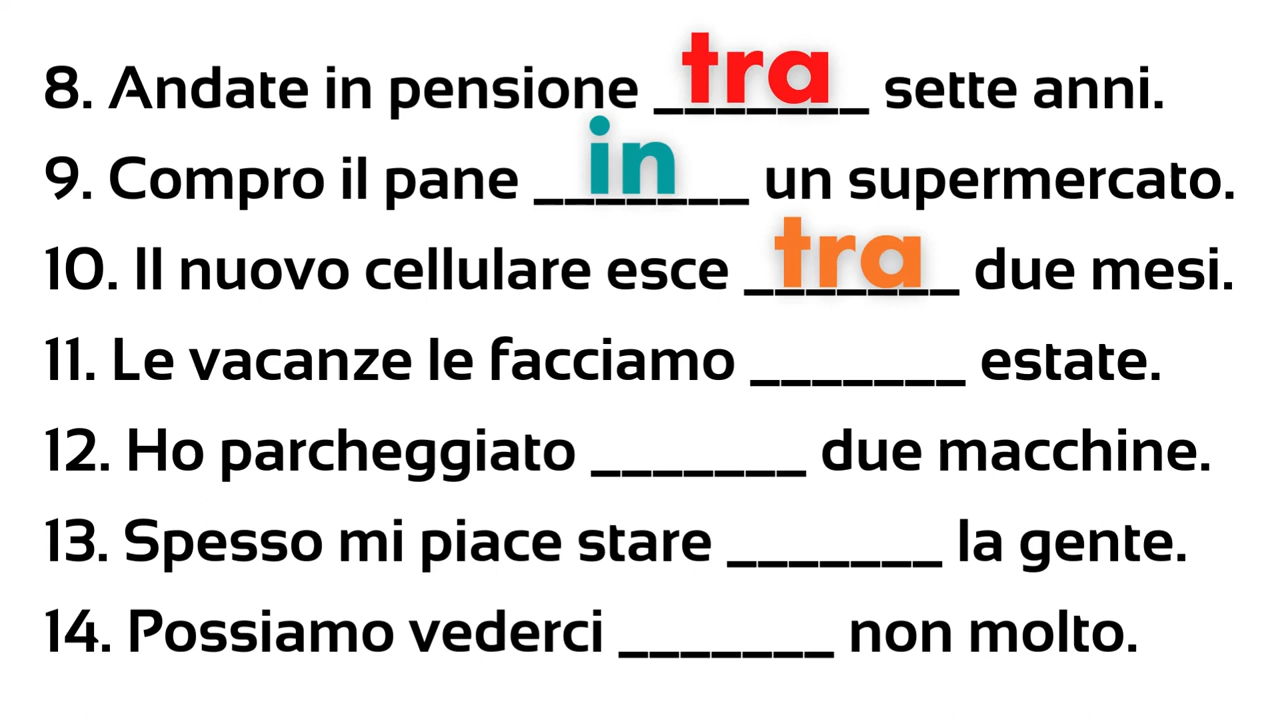 8. Andate in pensione tra sette anni.
9. Compro il pane in un supermercato.
10. Il nuovo cellulare esce tra due mesi.
11. Le vacanze le facciamo _______ estate.
12. Ho parcheggiato _______ due macchine.
13. Spesso mi piace stare _______ la gente.
14. Possiamo vederci _______ non molto.